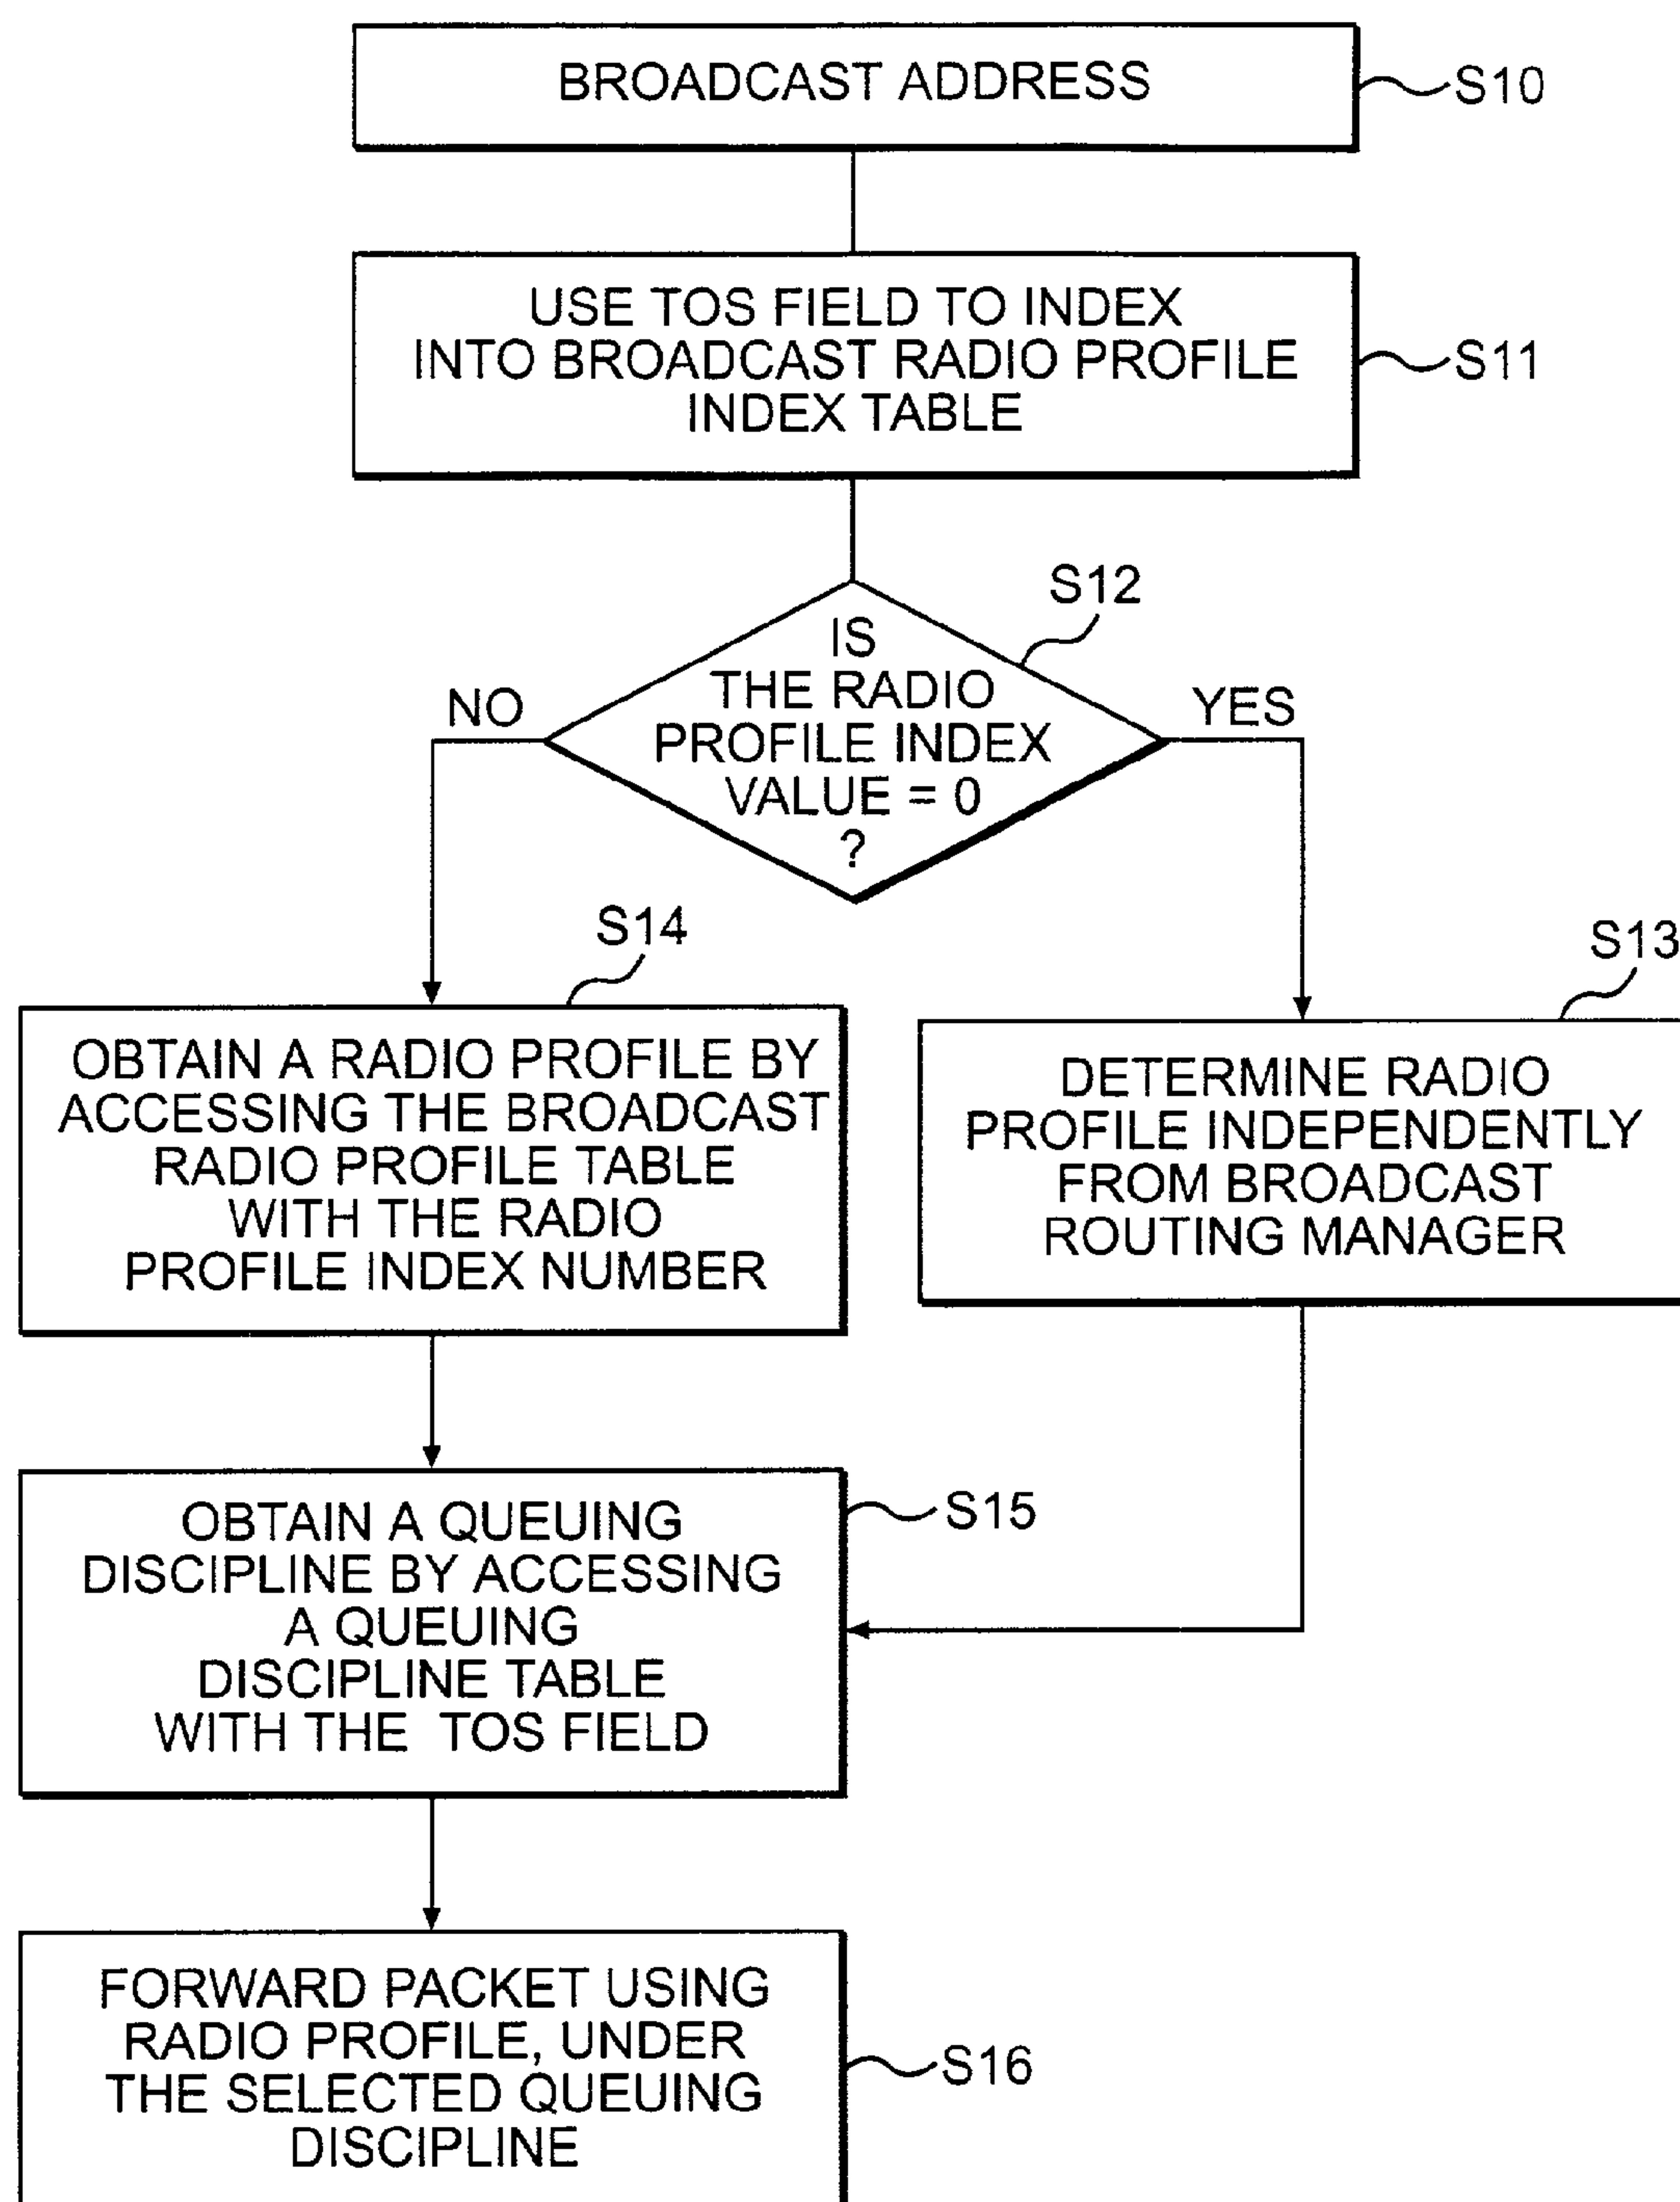 BROADCAST ADDRESS
S10
USE TOS FIELD TO INDEX
INTO BROADCAST RADIO PROFILE
INDEX TABLE
S11
S12
IS
THE RADIO
PROFILE INDEX
VALUE = 0
?
NO
YES
S14
S13
OBTAIN A RADIO PROFILE BY
ACCESSING THE BROADCAST
RADIO PROFILE TABLE
WITH THE RADIO
PROFILE INDEX NUMBER
DETERMINE RADIO
PROFILE INDEPENDENTLY
FROM BROADCAST
ROUTING MANAGER
OBTAIN A QUEUING
DISCIPLINE BY ACCESSING
A QUEUING
DISCIPLINE TABLE
WITH THE TOS FIELD
S15
FORWARD PACKET USING
RADIO PROFILE, UNDER
THE SELECTED QUEUING
DISCIPLINE
S16